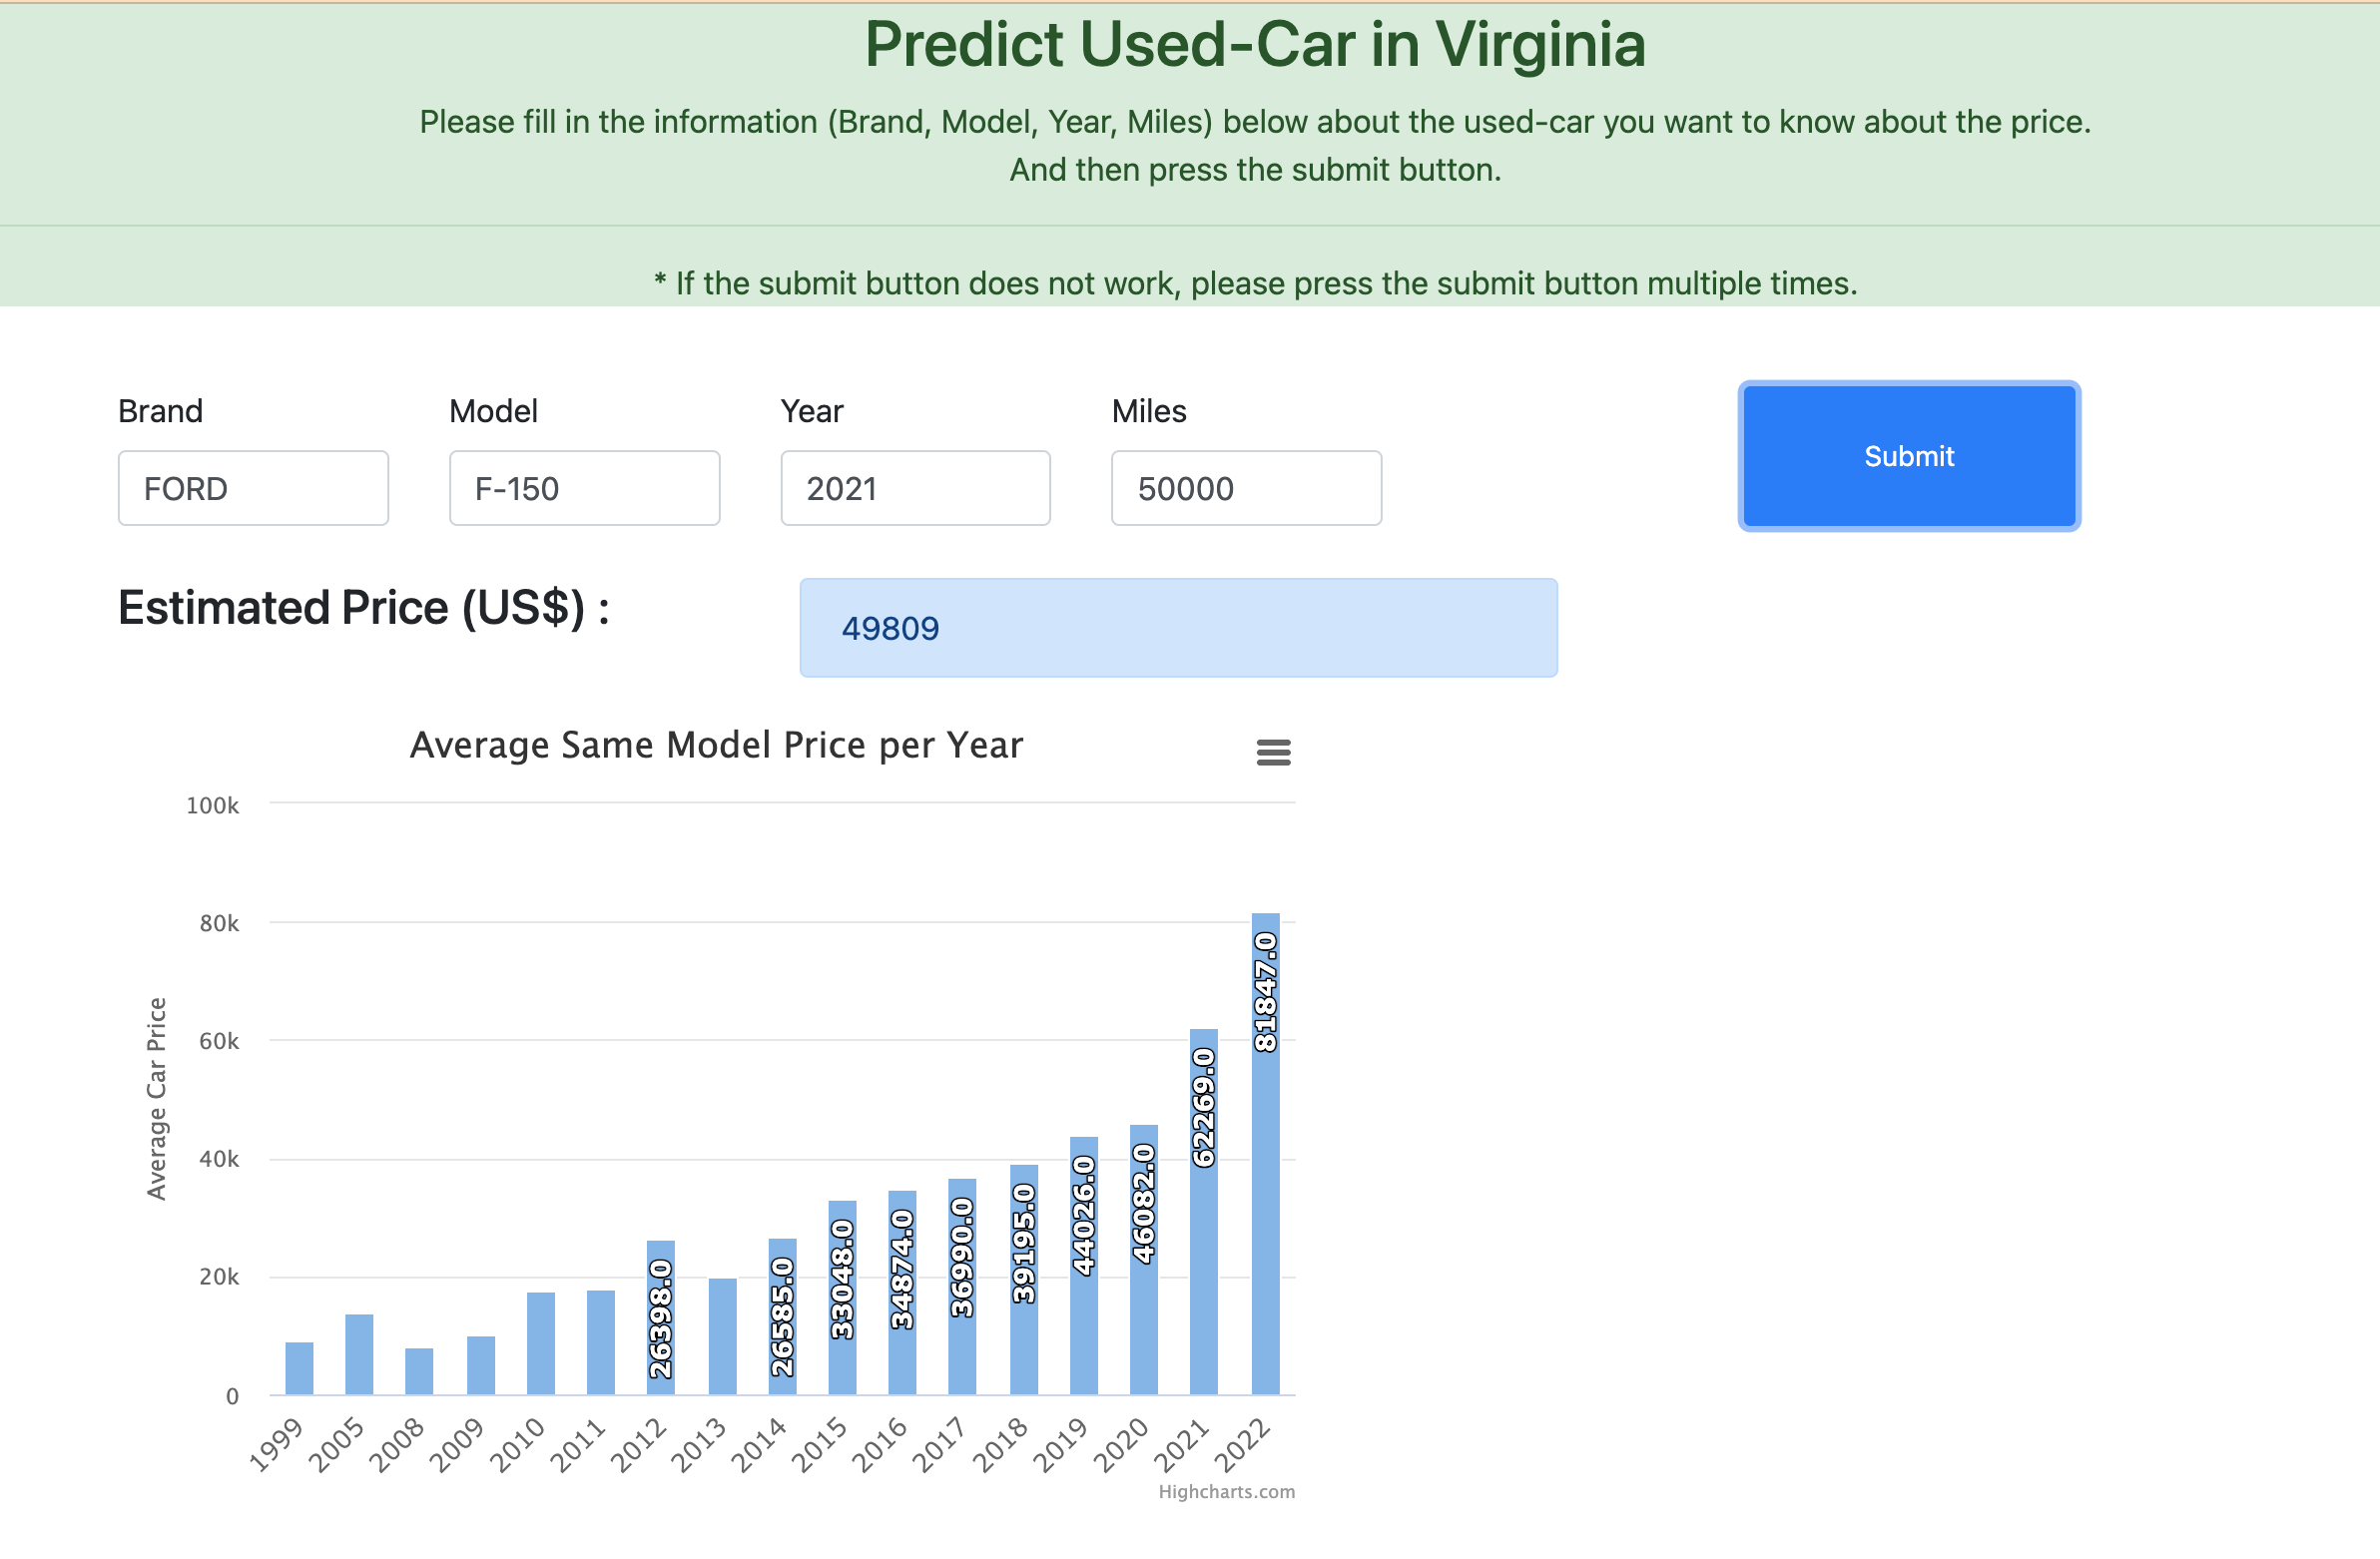 Predict Used-Car in Virginia
Please fill in the information (Brand, Model, Year, Miles) below about the used-car you want to know about the price.
And then press the submit button.
* If the submit button does not work, please press the submit button multiple times.
Brand Model Year Miles
FORD F-150 2021 50000 Submit
Estimated Price (US$) : 49809
Average Same Model Price per Year
Average Car Price
100k
80k
60k
40k
20k
0
26398.0 26585.0 33048.0 34874.0 36990.0 39195.0 44026.0 46082.0 62269.0 81847.0
1999 2005 2008 2009 2010 2011 2012 2013 2014 2015 2016 2017 2018 2019 2020 2021 2022
Highcharts.com